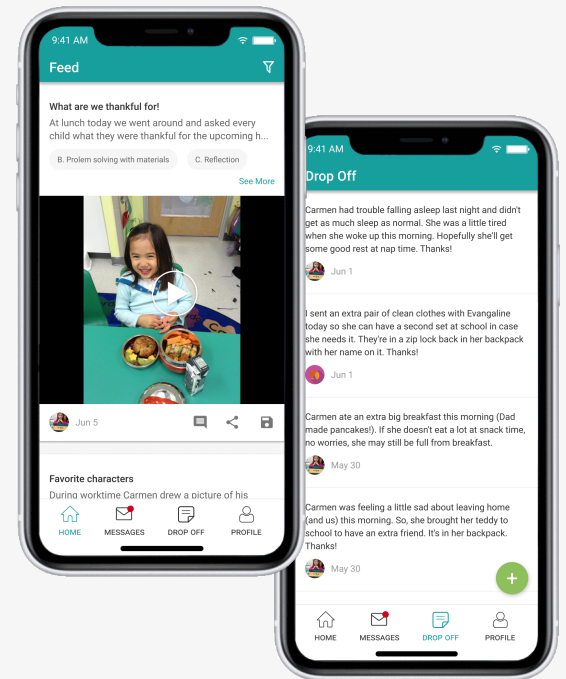 9:41 AM
Feed
What are we thankful for!
At lunch today we went around and asked every
child what they were thankful for the upcoming h...
B. Prolem solving with materials
C. Reflection
See More
Jun 5
Favorite characters
During worktime Carmen drew a picture of his
HOME
MESSAGES
DROP OFF
PROFILE
9:41 AM
Drop Off
Carmen had trouble falling asleep last night and didn't
get as much sleep as normal. She was a little tired
when she woke up this morning. Hopefully she'll get
some good rest at nap time. Thanks!
Jun 1
I sent an extra pair of clean clothes with Evangaline
today so she can have a second set at school in case
she needs it. They're in a zip lock back in her backpack
with her name on it. Thanks!
Jun 1
Carmen ate an extra big breakfast this morning (Dad
made pancakes!). If she doesn't eat a lot at snack time,
no worries, she may still be full from breakfast.
May 30
Carmen was feeling a little sad about leaving home
(and us) this morning. So, she brought her teddy to
school to have an extra friend. It's in her backpack.
Thanks!
May 30
HOME
MESSAGES
DROP OFF
PROFILE